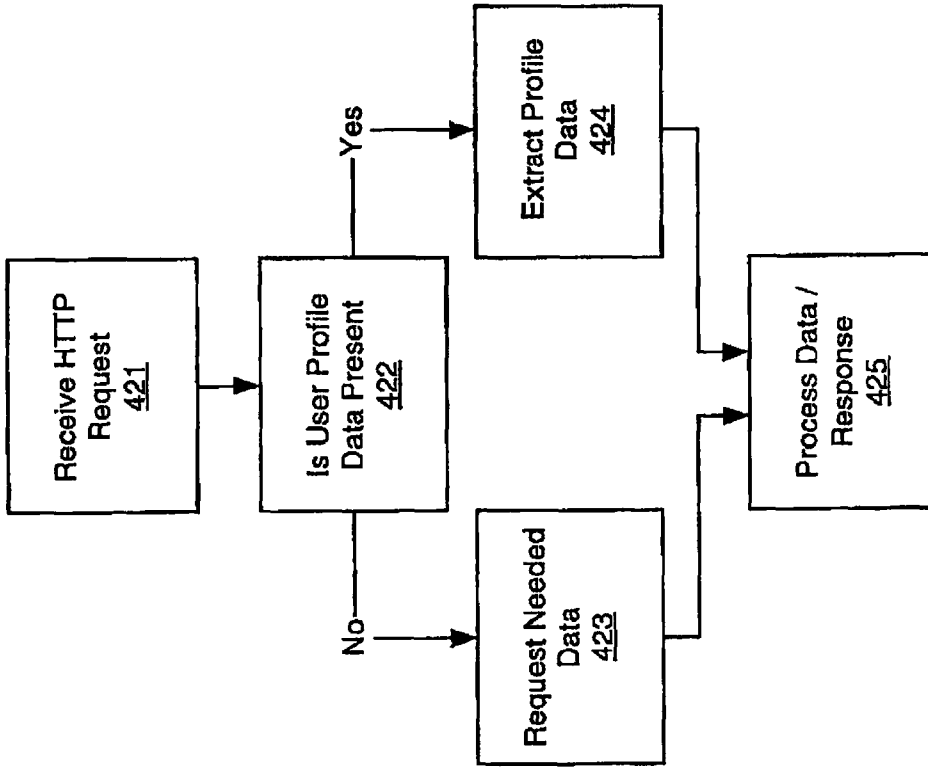 Receive HTTP
Request
421
Is User Profile
Data Present
422
No
Yes
Request Needed
Data
423
Extract Profile
Data
424
Process Data /
Response
425